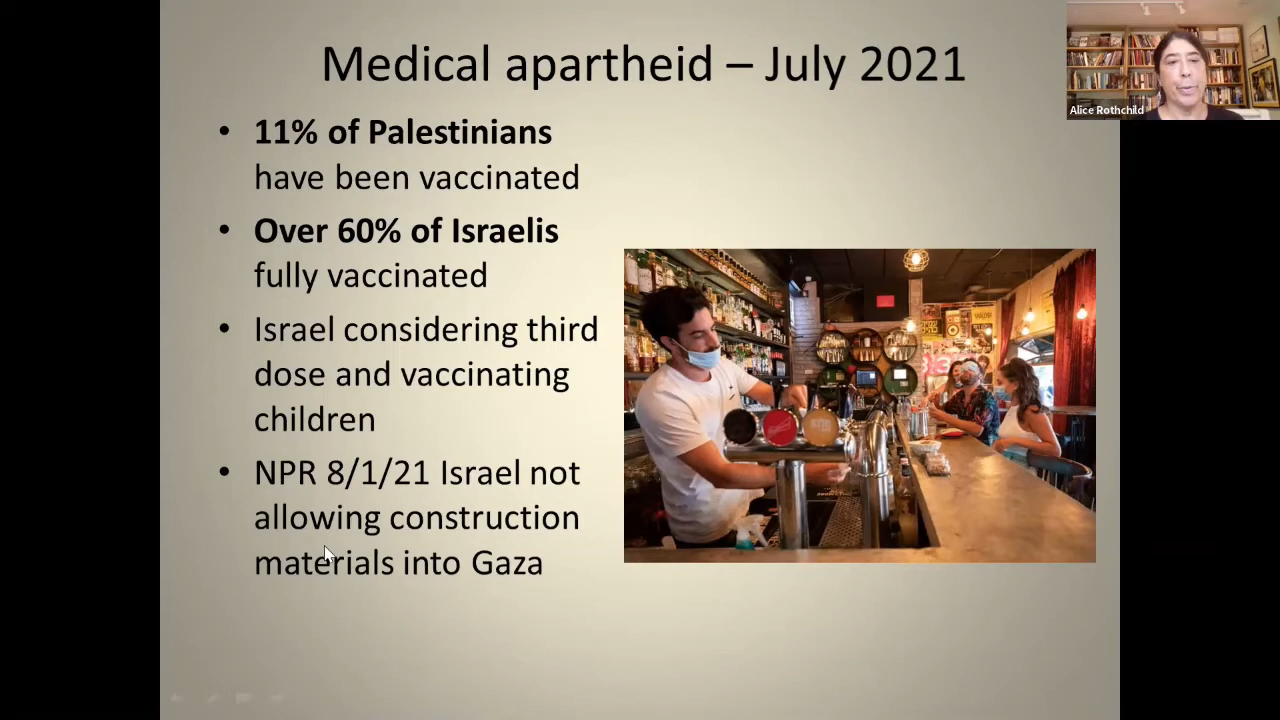 Medical apartheid – July 2021
Alice Rothchild
• 11% of Palestinians
have been vaccinated
• Over 60% of Israelis
fully vaccinated
• Israel considering third
dose and vaccinating
children
• NPR 8/1/21 Israel not
allowing construction
materials into Gaza